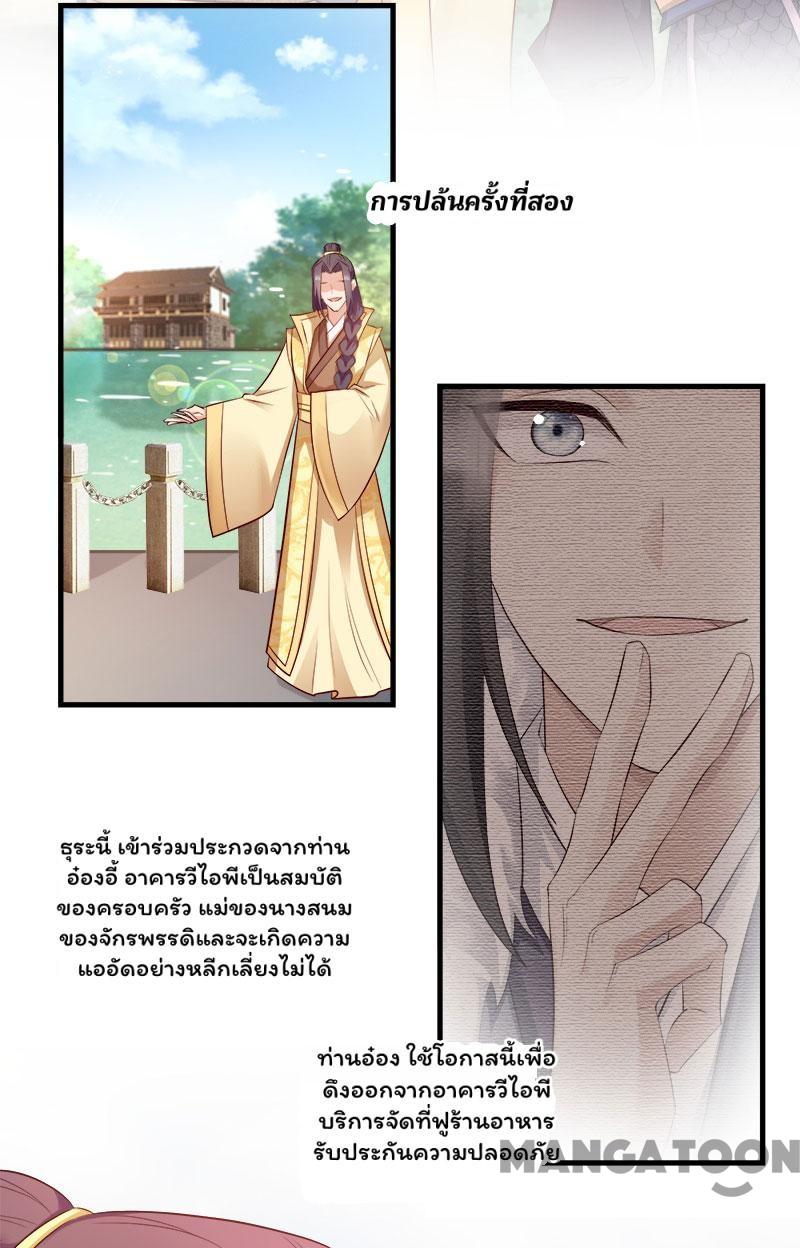 การปล้นครั้งที่สอง
ธุระนี้ เข้าร่วมประกวดจากท่าน
อ๋องอี้ อาคารวีไอพีเป็นสมบัติ
ของครอบครัว แม่ของนางสนม
ของจักรพรรดิและจะเกิดความ
แออัดอย่างหลีกเลี่ยงไม่ได้
ท่านอ๋อง ใช้โอกาสนี้เพื่อ
ดึงออกจากอาคารวีไอพี
บริการจัดที่ฟูร้านอาหาร
รับประกันความปลอดภัย
MANGATOON